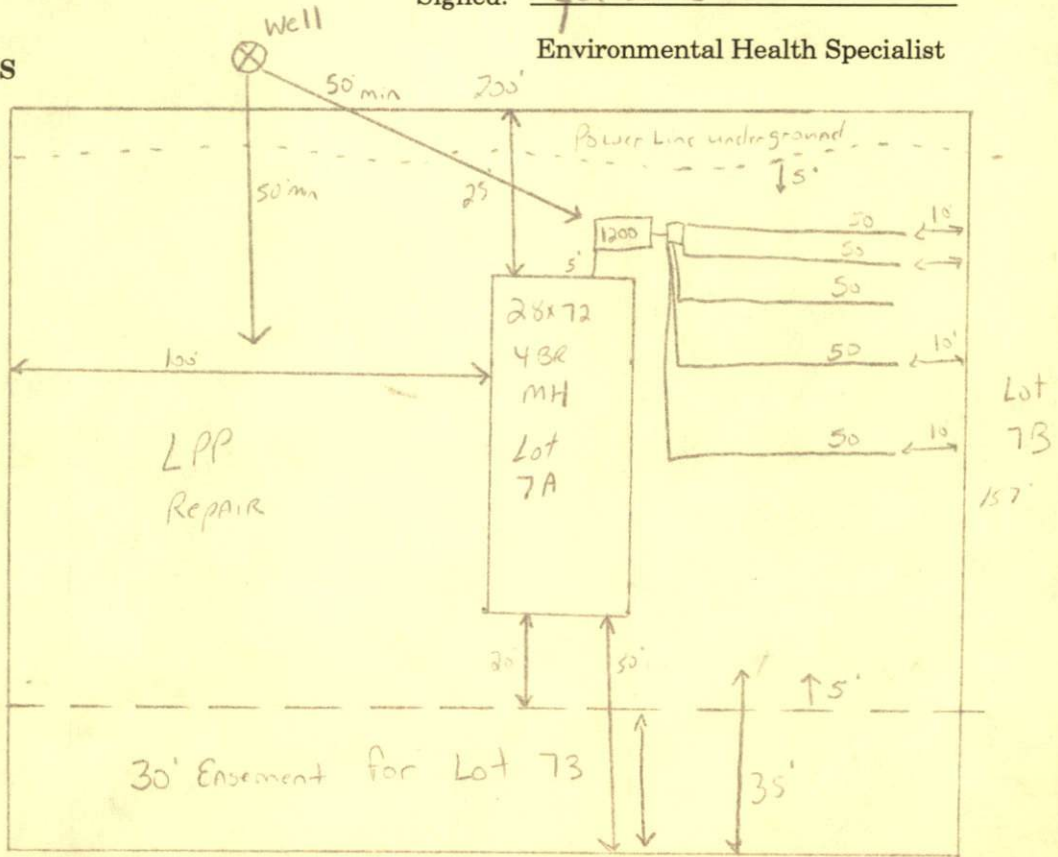 Signed:
Environmental Health Specialist
S
Well
50' min
200'
Power Line underground
5'
50' min
25'
1200
50
10'
50
5'
50
50
10'
50
10'
28x72
4BR
MH
Lot
7A
100'
LPP
Repair
Lot
7B
157'
20'
50'
5'
30' Easement for Lot 7B
35'